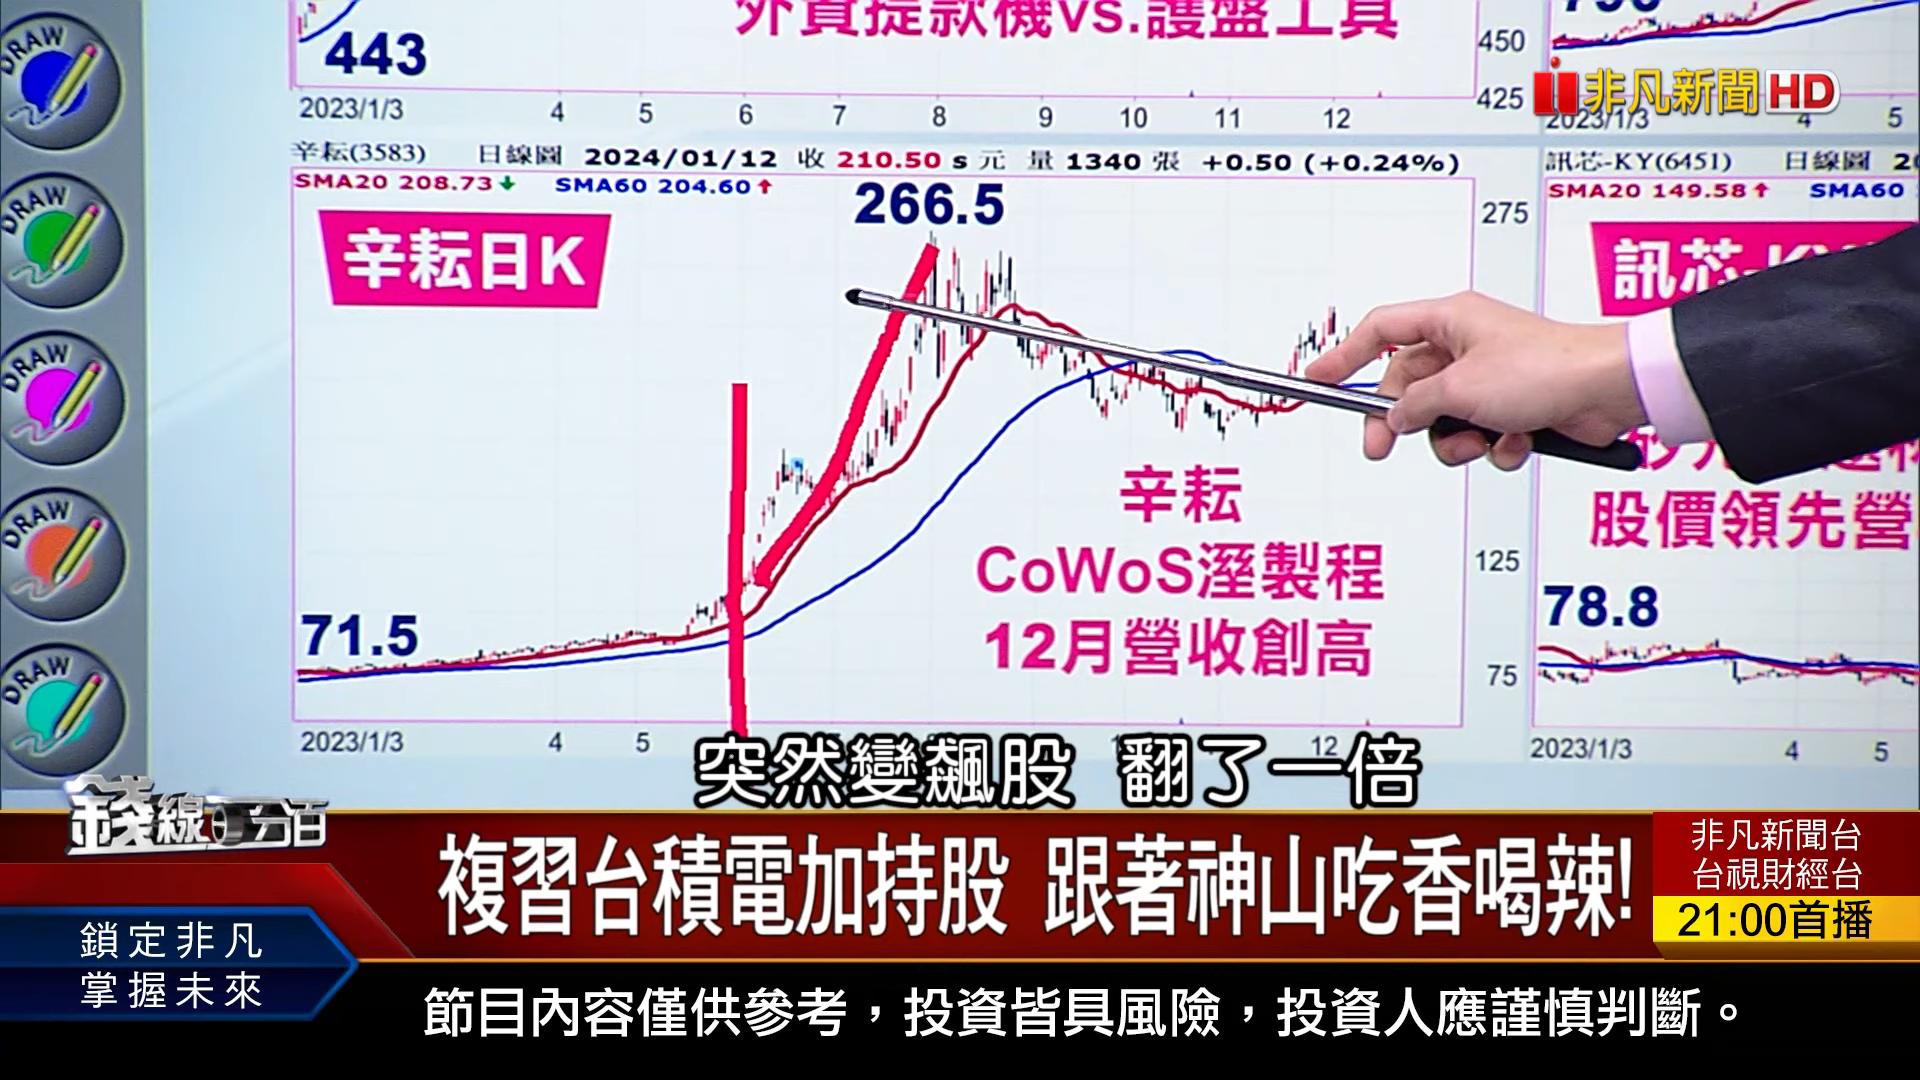 外資提款機vs.護盤工具
443
450
425
2023/1/3 4 5 6 7 8 9 10 11 12
非凡新聞HD
2023/1/3 4 5
辛耘(3583) 日線圖 2024/01/12 收 210.50 s 元 量 1340 張 +0.50 (+0.24%)
SMA20 208.73↓ SMA60 204.60↑
266.5
275
辛耘日K
71.5
辛耘
CoWoS溼製程
12月營收創高
125
75
2023/1/3 4 5 12
訊芯-KY(6451) 日線圖
SMA20 149.58↑ SMA60
訊芯-
股價領先營
78.8
2023/1/3 4 5
DRAW
DRAW
DRAW
DRAW
DRAW
突然變飆股 翻了一倍
錢線百分百
複習台積電加持股 跟著神山吃香喝辣!
非凡新聞台
台視財經台
21:00首播
鎖定非凡
掌握未來
節目內容僅供參考，投資皆具風險，投資人應謹慎判斷。